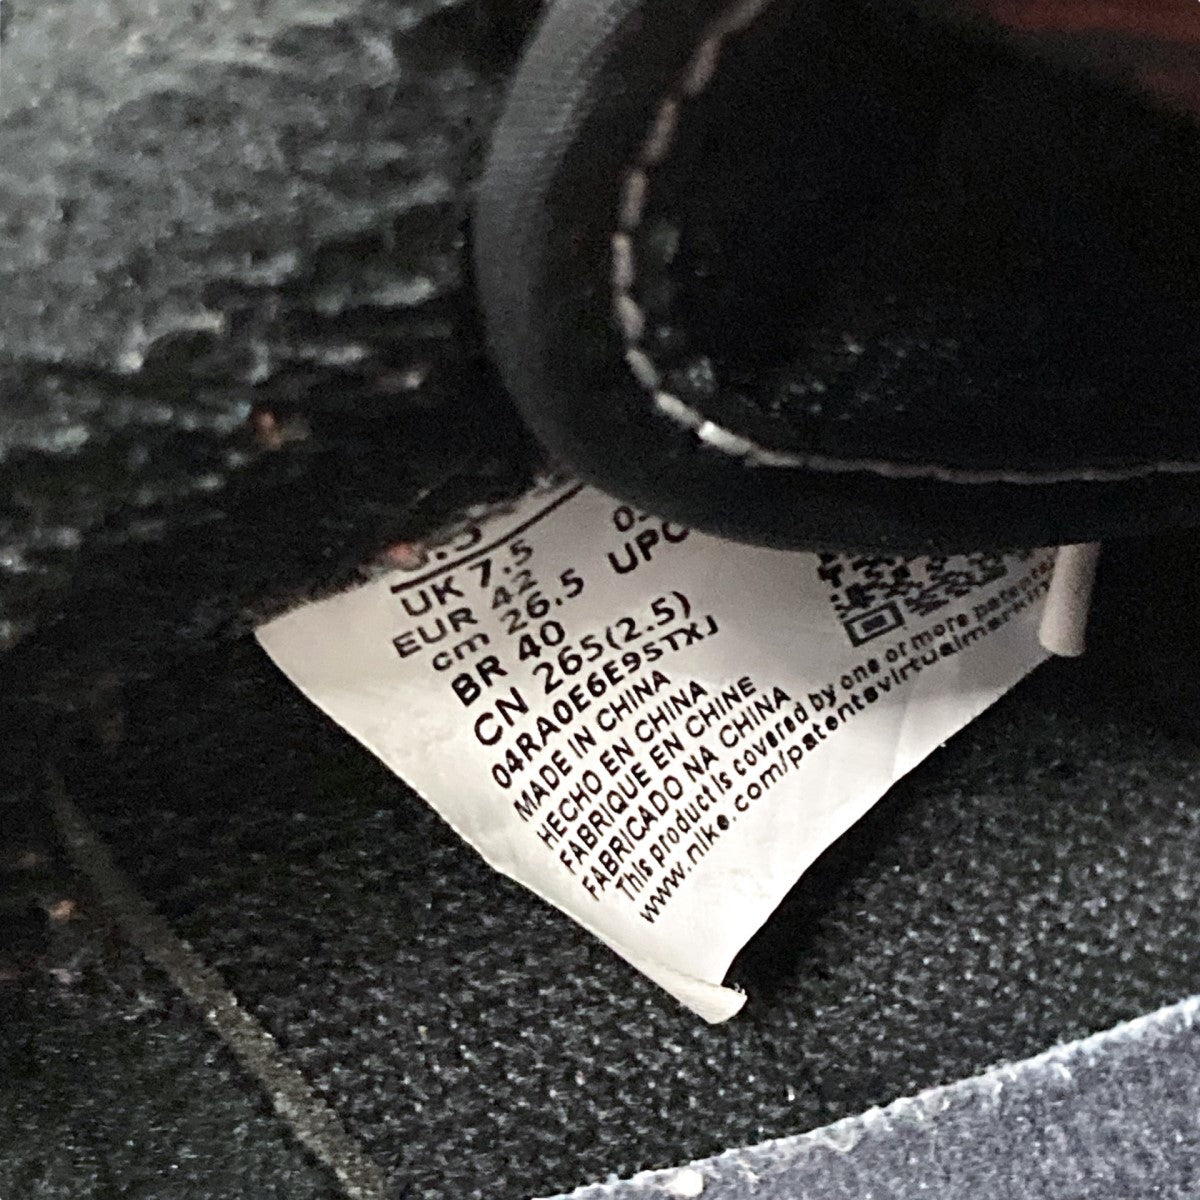 UK 7.5
EUR 42
cm 26.5
BR 40
CN 265(2.5)
04RA0E6E95TXJ
MADE IN CHINA
HECHO EN CHINA
FABRIQUE EN CHINE
FABRICADO NA CHINA
This product is covered by one or more patents
www.nike.com/patentsvirtualmarking
UPC